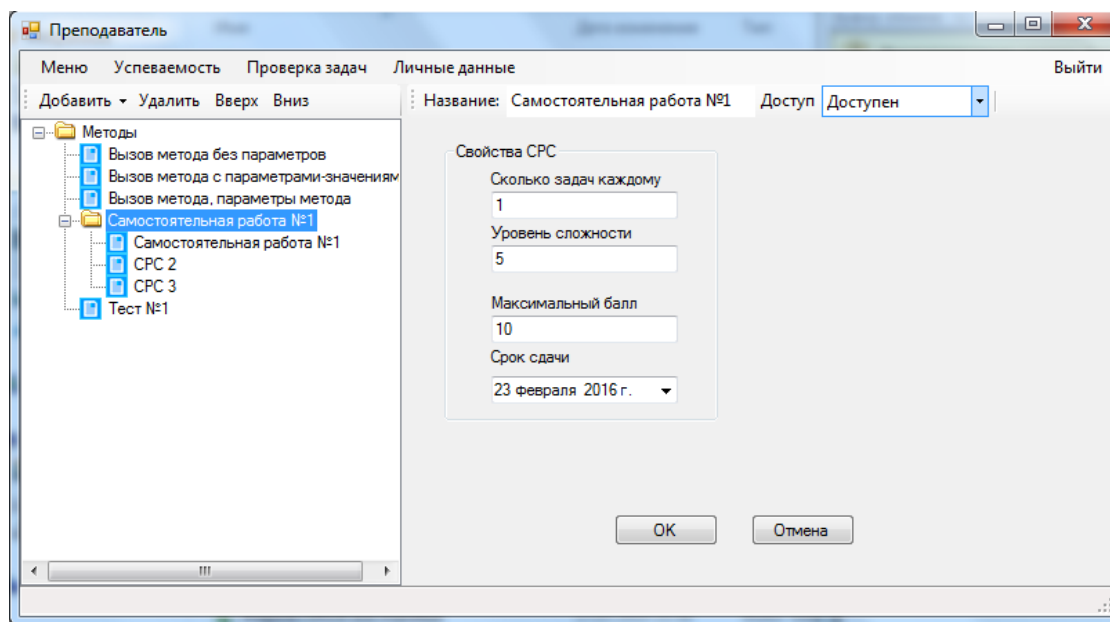 Преподаватель
Меню Успеваемость Проверка задач Личные данные Выйти
Добавить Удалить Вверх Вниз Название: Самостоятельная работа №1 Доступ Доступен
Методы
Вызов метода без параметров
Вызов метода с параметрами-значениям
Вызов метода, параметры метода
Самостоятельная работа №1
Самостоятельная работа №1
СРС 2
СРС 3
Тест №1
Свойства СРС
Сколько задач каждому
1
Уровень сложности
5
Максимальный балл
10
Срок сдачи
23 февраля 2016 г.
OK Отмена